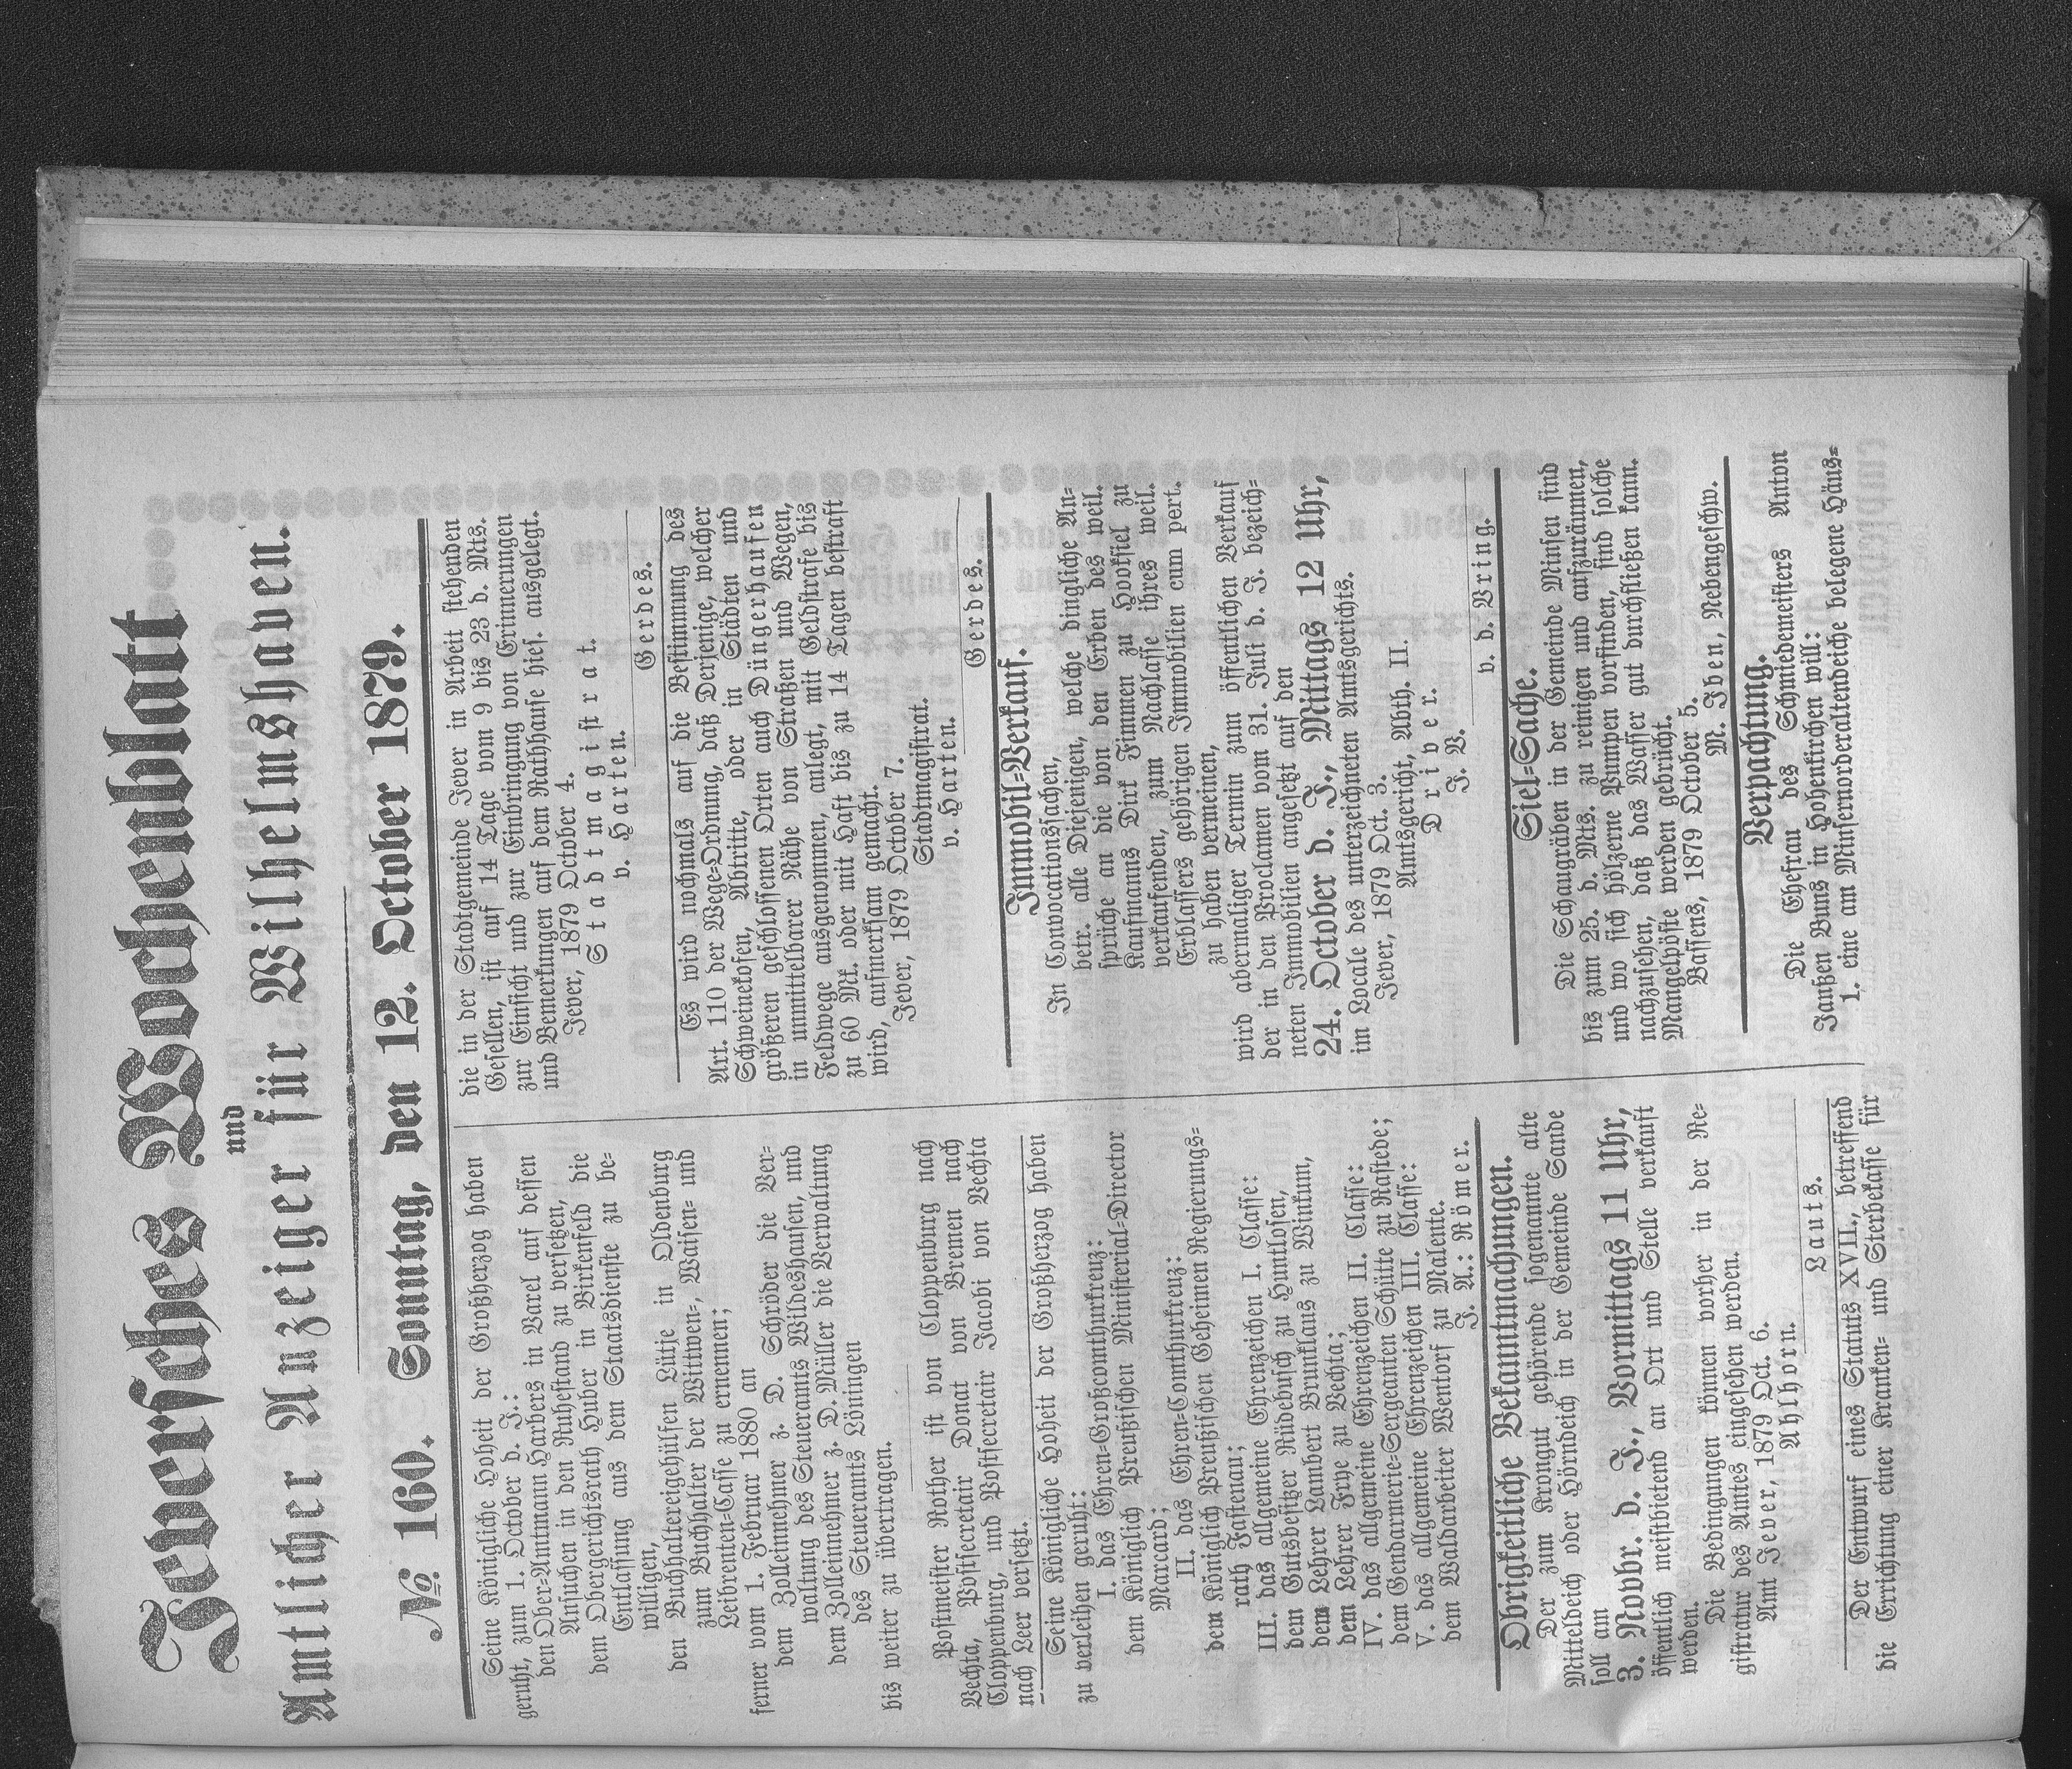 Jeversches Wochenblatt
und
Amtlicher Anzeiger für Wilhelmshaven.
№ 160. Sonntag, den 12. October 1879.
Seine Königliche Hoheit der Großherzog haben
geruht, zum 1. October d. J.:
den Ober-Amtmann Harbers in Varel auf dessen
Ansuchen in den Ruhestand zu versetzen,
dem Obergerichtsrath Huber in Birkenfeld die
Entlassung aus dem Staatsdienste zu be-
willigen,
den Buchhaltereigehülfen Lütje in Oldenburg
zum Buchhalter der Wittwen-, Waisen- und
Leibrenten-Casse zu ernennen;
ferner vom 1. Februar 1880 an
dem Zolleinnehmer z. D. Schröder die Ver-
waltung des Steueramts Wildeshausen, und
dem Zolleinnehmer z. D. Müller die Verwaltung
des Steueramts Löningen
bis weiter zu übertragen.
Postmeister Rother ist von Cloppenburg nach
Vechta, Postsecretair Donat von Bremen nach
Cloppenburg, und Postsecretair Jacobi von Vechta
nach Leer versetzt.
Seine Königliche Hoheit der Großherzog haben
zu verleihen geruht:
I. das Ehren-Großcomthurkreuz:
dem Königlich Preußischen Ministerial-Director
Marcard;
II. das Ehren-Comthurkreuz:
dem Königlich Preußischen Geheimen Regierungs-
rath Fastenau;
III. das allgemeine Ehrenzeichen I. Classe:
dem Gutsbesitzer Rüdebusch zu Huntlosen,
dem Lehrer Lambert Brunklaus zu Winkum,
dem Lehrer Frye zu Vechta;
IV. das allgemeine Ehrenzeichen II. Classe:
dem Gendarmerie-Sergeanten Schütte zu Rastede;
V. das allgemeine Ehrenzeichen III. Classe:
dem Waldarbeiter Wentorf zu Malente.
J. A.: Römer.
Obrigkeitliche Bekanntmachungen.
Der zum Krongut gehörende sogenannte alte
Mitteldeich oder Hörndeich in der Gemeinde Sande
soll am
3. Novbr. d. J., Vormittags 11 Uhr,
öffentlich meistbietend an Ort und Stelle verkauft
werden.
Die Bedingungen können vorher in der Re-
gistratur des Amtes eingesehen werden.
Amt Jever, 1879 Oct. 6.
Ahlhorn.
Lauts.
Der Entwurf eines Statuts XVII., betreffend
die Errichtung einer Kranken- und Sterbekasse für
die in der Stadtgemeinde Jever in Arbeit stehenden
Gesellen, ist auf 14 Tage vom 9 bis 23 d. Mts.
zur Einsicht und zur Einbringung von Erinnerungen
und Bemerkungen auf dem Rathhause hies. ausgelegt.
Jever, 1879 October 4.
Stadtmagistrat.
v. Harten.
Gerdes.
Es wird nochmals auf die Bestimmung des
Art. 110 der Wege-Ordnung, daß Derjenige, welcher
Schweinekofen, Abtritte, oder in Städten und
größeren geschlossenen Orten auch Düngerhaufen
in unmittelbarer Nähe von Straßen und Wegen,
Feldwege ausgenommen, anlegt, mit Geldstrafe bis
zu 60 Mk. oder mit Haft bis zu 14 Tagen bestraft
wird, aufmerksam gemacht.
Jever, 1879 October 7.
Stadtmagistrat.
v. Harten.
Gerdes.
Immobil-Verkauf.
In Convocationssachen,
betr. alle Diejenigen, welche dingliche An-
sprüche an die von den Erben des weil.
Kaufmanns Dirk Fimmen zu Hooksiel zu
verkaufenden, zum Nachlasse ihres weil.
Erblassers gehörigen Immobilien cum pert.
zu haben vermeinen,
wird abermaliger Termin zum öffentlichen Verkauf
der in den Proclamen vom 31. Juli d. J. bezeich-
neten Immobilien angesetzt auf den
24. October d. J., Mittags 12 Uhr,
im Locale des unterzeichneten Amtsgerichts.
Jever, 1879 Oct. 3.
Amtsgericht, Abth. II.
Driver.
J. V.
v. d. Bring.
Siel-Sache.
Die Schaugräben in der Gemeinde Minsen sind
bis zum 25. d. Mts. zu reinigen und aufzuräumen,
und wo sich hölzerne Pumpen vorfinden, sind solche
nachzusehen, daß das Wasser gut durchfließen kann.
Mangelpöste werden gebrücht.
Bassens, 1879 October 5.
M. Iben, Nebengeschw.
Verpachtung.
Die Ehefrau des Schmiedemeisters Anton
Janßen Buns in Hohenkirchen will:
1. eine am Minsernorderaltendeiche belegene Häus-